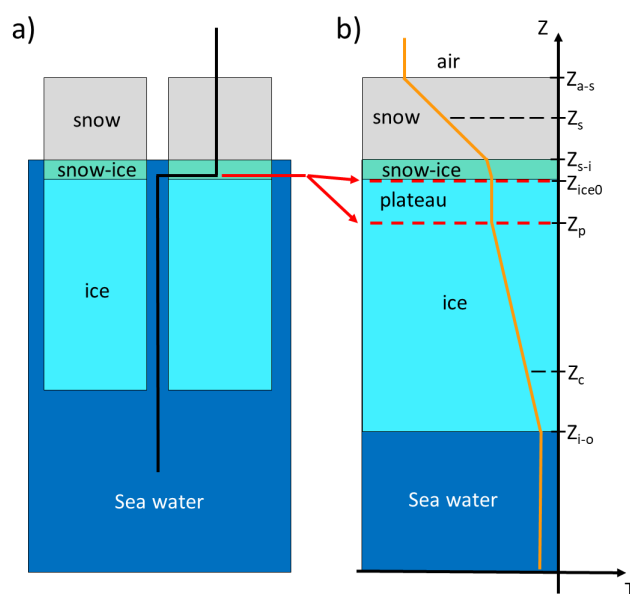 a)
snow
snow-ice
ice
Sea water
b)
air
snow
snow-ice
plateau
ice
Sea water
Z
Za-s
Zs
Zs-i
Zice0
Zp
Zc
Zi-o
T